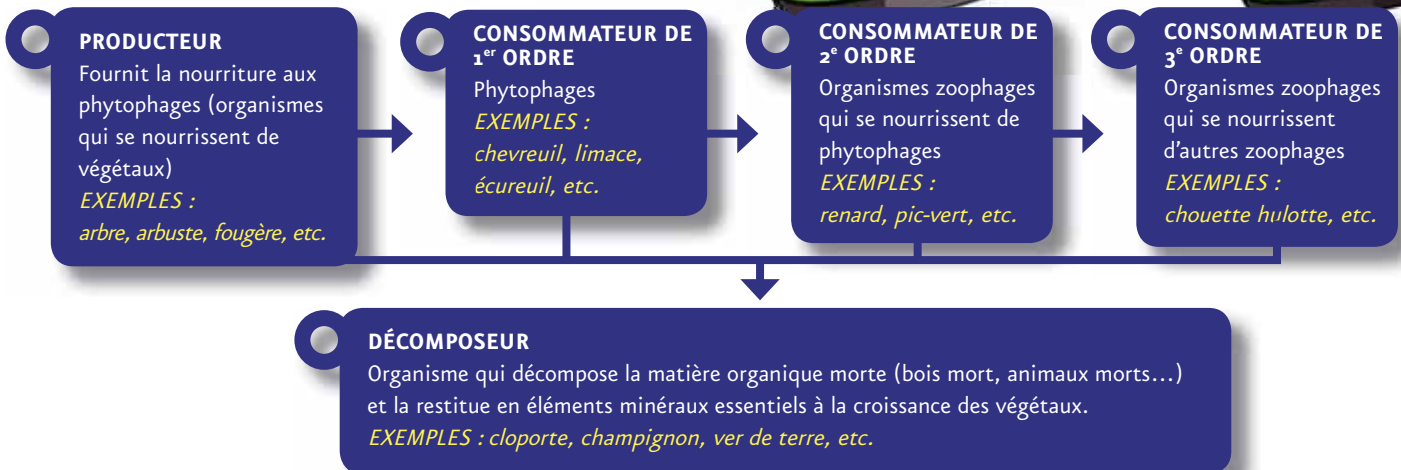 PRODUCTEUR
Fournit la nourriture aux
phytophages (organismes
qui se nourrissent de
végétaux)
EXEMPLES :
arbre, arbuste, fougère, etc.
CONSOMMATEUR DE
1er ORDRE
Phytophages
EXEMPLES :
chevreuil, limace,
écureuil, etc.
CONSOMMATEUR DE
2e ORDRE
Organismes zoophages
qui se nourrissent de
phytophages
EXEMPLES :
renard, pic-vert, etc.
CONSOMMATEUR DE
3e ORDRE
Organismes zoophages
qui se nourrissent
d'autres zoophages
EXEMPLES :
chouette hulotte, etc.
DÉCOMPOSEUR
Organisme qui décompose la matière organique morte (bois mort, animaux morts…)
et la restitue en éléments minéraux essentiels à la croissance des végétaux.
EXEMPLES : cloporte, champignon, ver de terre, etc.